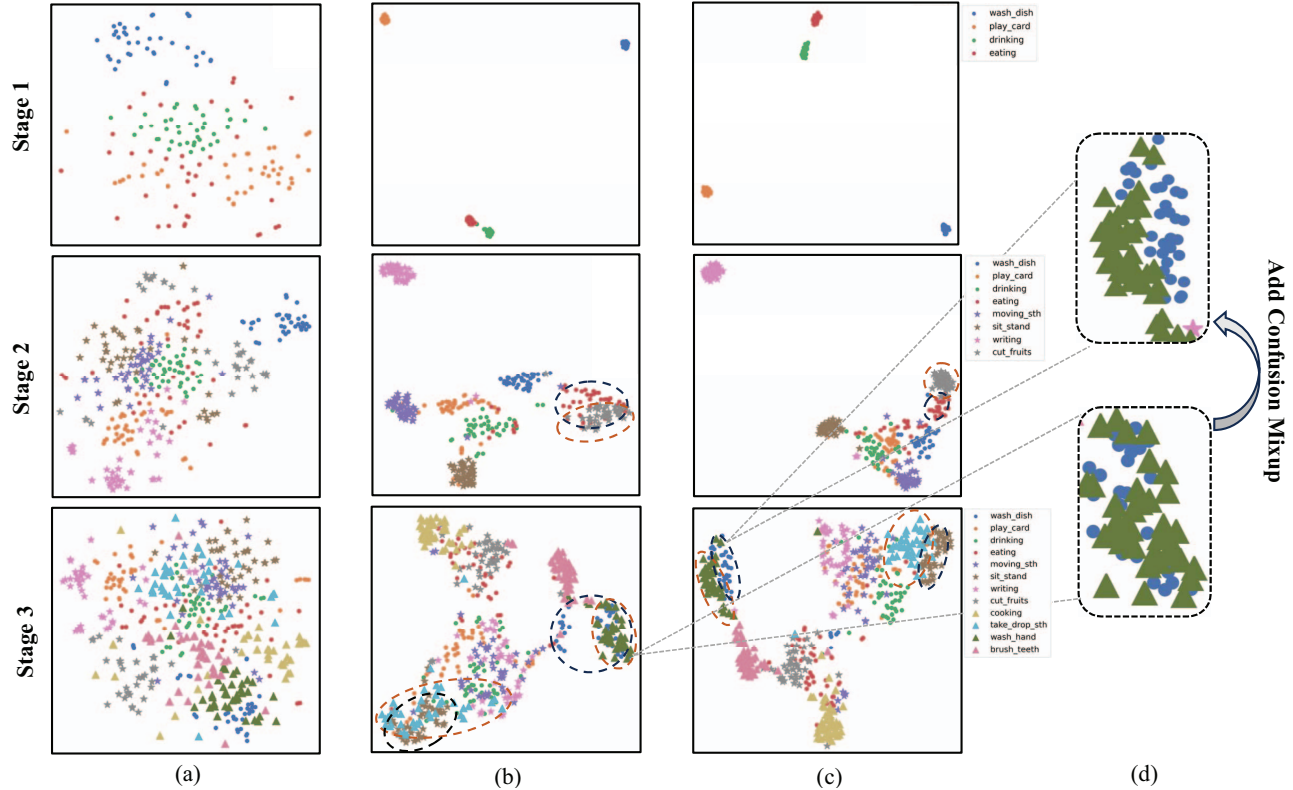 Stage 1
wash_dish
play_card
drinking
eating
Stage 2
wash_dish
play_card
drinking
eating
moving_sth
sit_stand
writing
cut_fruits
Stage 3
wash_dish
play_card
drinking
eating
moving_sth
sit_stand
writing
cut_fruits
cooking
take_drop_sth
wash_hand
brush_teeth
Add Confusion Mixup
(a)
(b)
(c)
(d)